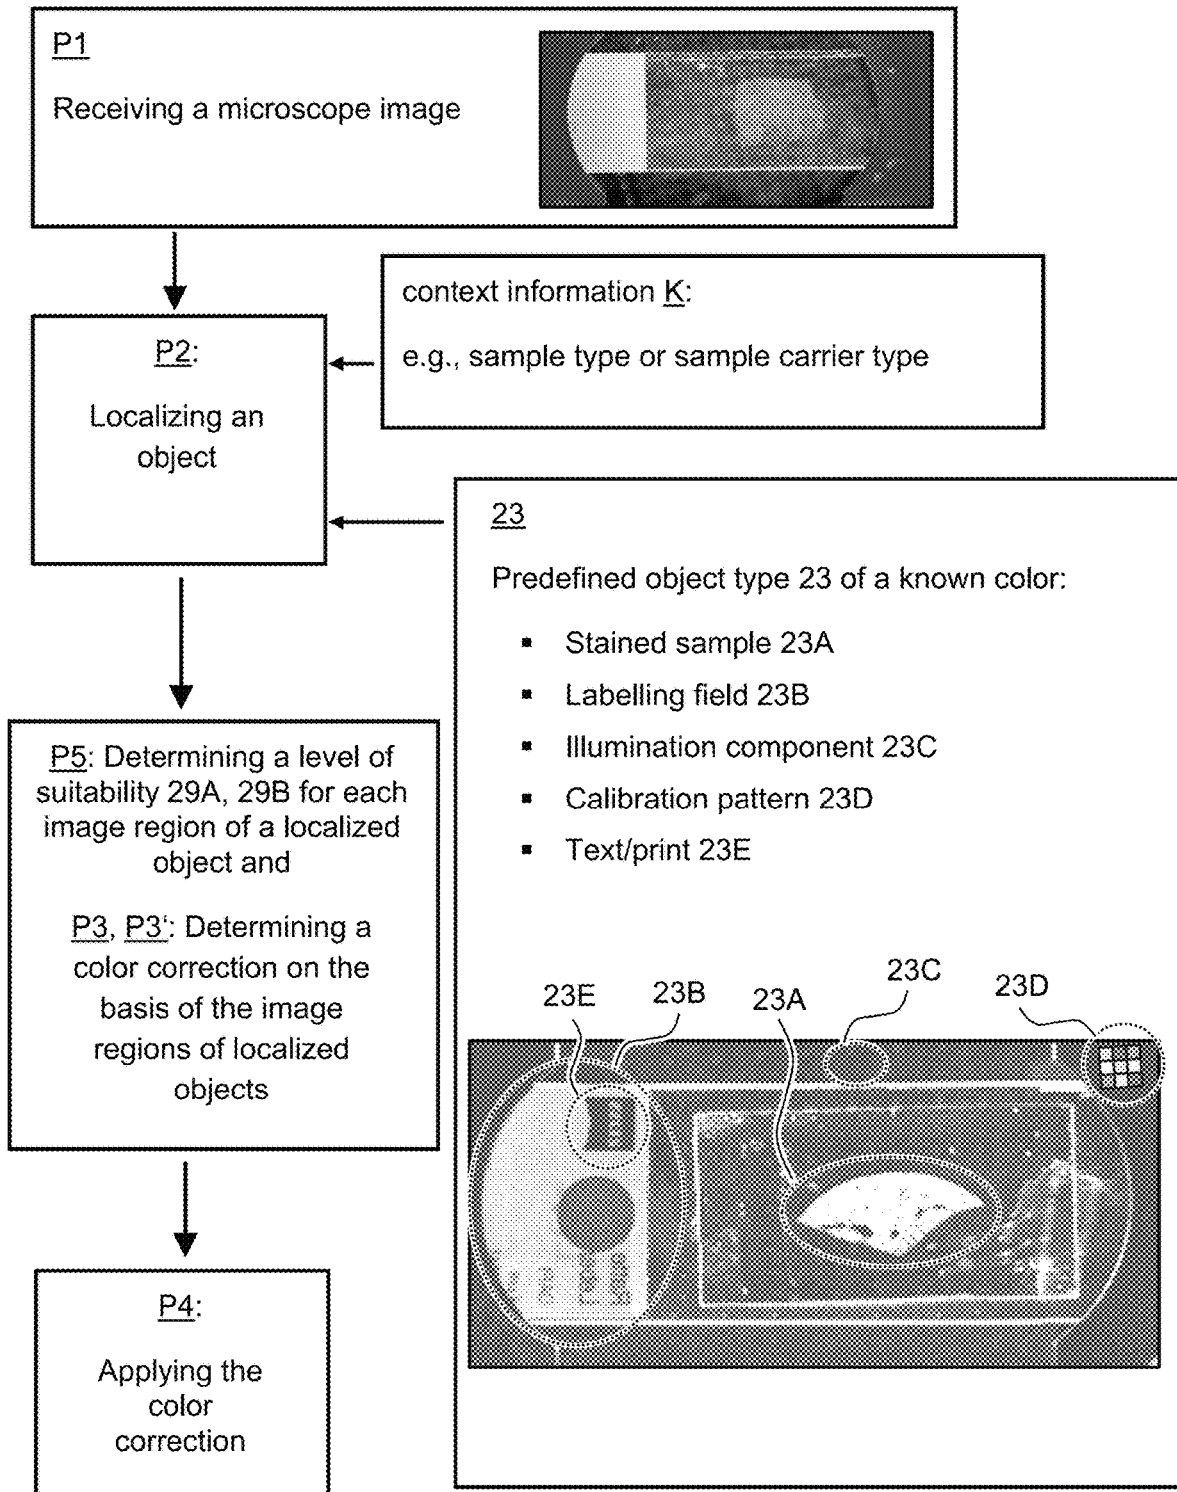 P1
Receiving a microscope image
context information K:
e.g., sample type or sample carrier type
P2:
Localizing an
object
23
Predefined object type 23 of a known color:
▪ Stained sample 23A
▪ Labelling field 23B
▪ Illumination component 23C
▪ Calibration pattern 23D
▪ Text/print 23E
P5: Determining a level of
suitability 29A, 29B for each
image region of a localized
object and
P3, P3‘: Determining a
color correction on the
basis of the image
regions of localized
objects
23E
23B
23A
23C
23D
P4:
Applying the
color
correction